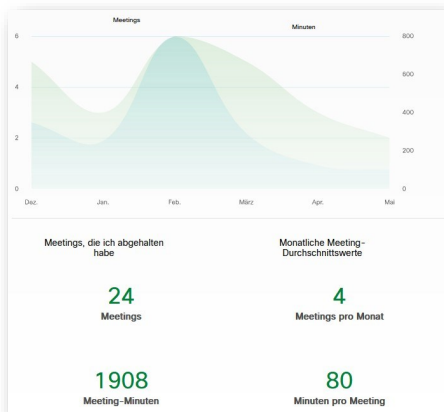 Meetings
Minuten
6
800
600
4
400
2
200
0
0
Dez.
Jan.
Feb.
März
Apr.
Mai
Meetings, die ich abgehalten
habe
Monatliche Meeting-
Durchschnittswerte
24
Meetings
4
Meetings pro Monat
1908
Meeting-Minuten
80
Minuten pro Meeting